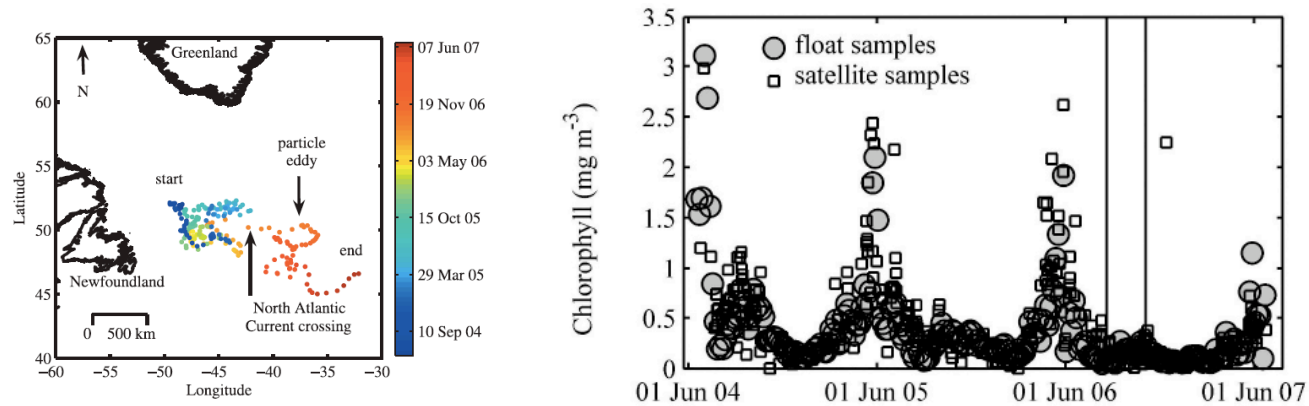 65
60
55
50
45
40
Latitude
N
Greenland
particle
eddy
start
end
Newfoundland
North Atlantic
Current crossing
0 500 km
−60 −55 −50 −45 −40 −35 −30
Longitude
07 Jun 07
19 Nov 06
03 May 06
15 Oct 05
29 Mar 05
10 Sep 04
Chlorophyll (mg m⁻³)
3.5
3
2.5
2
1.5
1
0.5
0
float samples
satellite samples
01 Jun 04 01 Jun 05 01 Jun 06 01 Jun 07